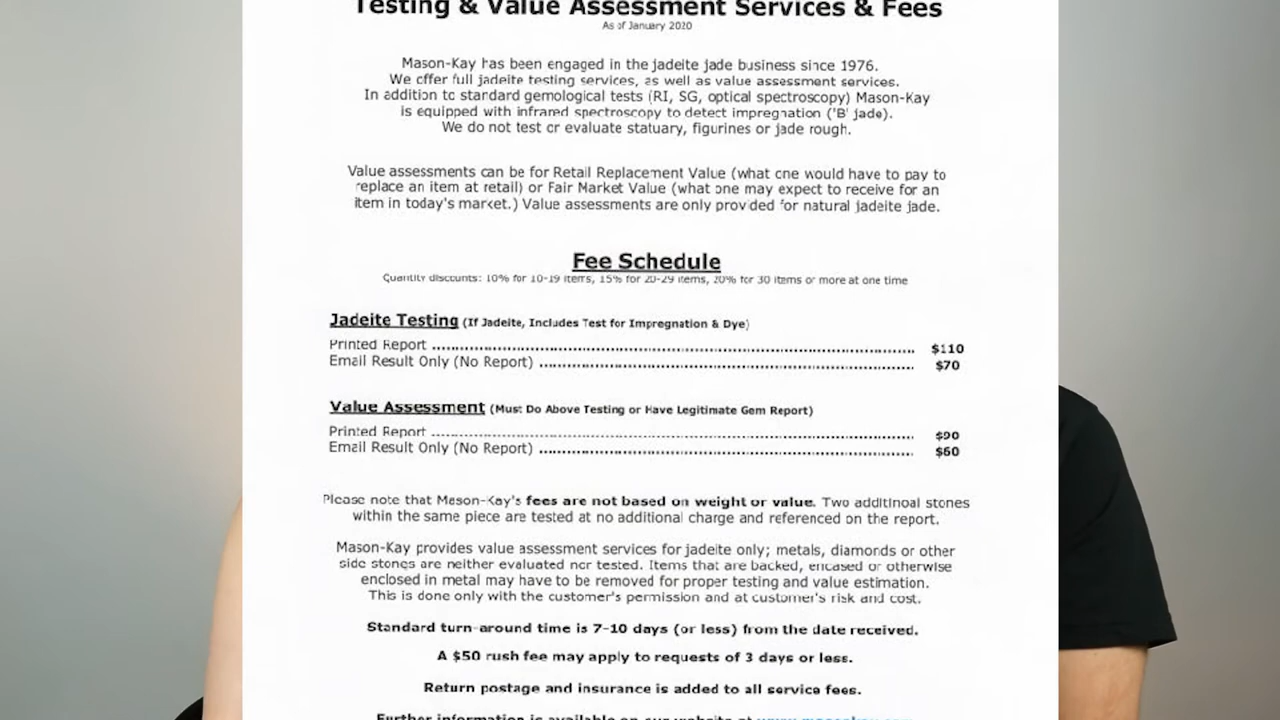 Testing & Value Assessment Services & Fees
As of January 2020
Mason-Kay has been engaged in the jadeite jade business since 1976.
We offer full jadeite testing services, as well as value assessment services.
In addition to standard gemological tests (RI, SG, optical spectroscopy) Mason-Kay
is equipped with infrared spectroscopy to detect impregnation ('B' jade).
We do not test or evaluate statuary, figurines or jade rough.
Value assessments can be for Retail Replacement Value (what one would have to pay to
replace an item at retail) or Fair Market Value (what one may expect to receive for an
item in today's market.) Value assessments are only provided for natural jadeite jade.
Fee Schedule
Quantity discounts: 10% for 10-19 items, 15% for 20-29 items, 20% for 30 items or more at one time
Jadeite Testing (If Jadeite, Includes Test for Impregnation & Dye)
Printed Report ........ $110
Email Result Only (No Report) ........ $70
Value Assessment (Must Do Above Testing or Have Legitimate Gem Report)
Printed Report ........ $90
Email Result Only (No Report) ........ $60
Please note that Mason-Kay's fees are not based on weight or value. Two additinoal stones
within the same piece are tested at no additional charge and referenced on the report.
Mason-Kay provides value assessment services for jadeite only; metals, diamonds or other
side stones are neither evaluated nor tested. Items that are backed, encased or otherwise
enclosed in metal may have to be removed for proper testing and value estimation.
This is done only with the customer's permission and at customer's risk and cost.
Standard turn-around time is 7-10 days (or less) from the date received.
A $50 rush fee may apply to requests of 3 days or less.
Return postage and insurance is added to all service fees.
Further information is available on our website at